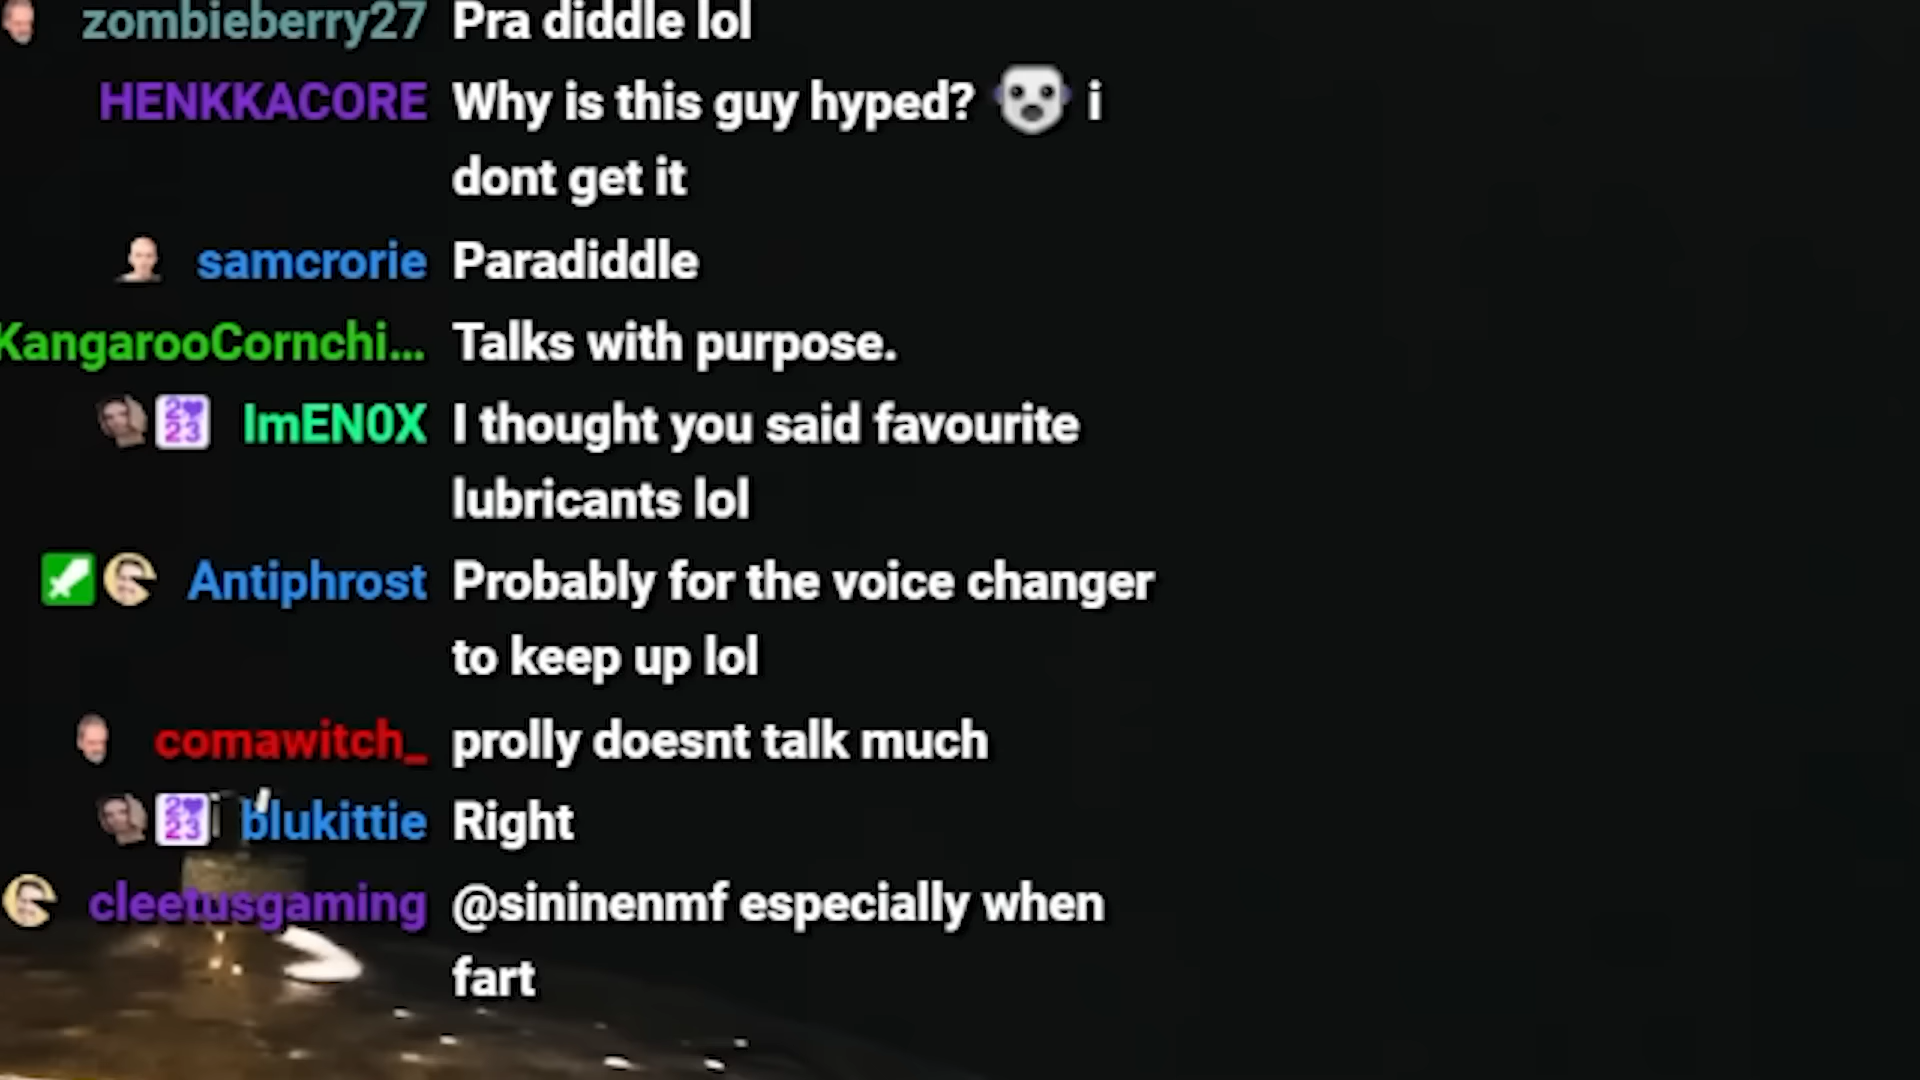 zombieberry27 Pra diddle lol
HENKKACORE Why is this guy hyped? i
dont get it
samcrorie Paradiddle
KangarooCornchi... Talks with purpose.
2023 ImEN0X I thought you said favourite
lubricants lol
Antiphrost Probably for the voice changer
to keep up lol
comawitch_ prolly doesnt talk much
2023 blukittie Right
cleetusgaming @sininenmf especially when
fart